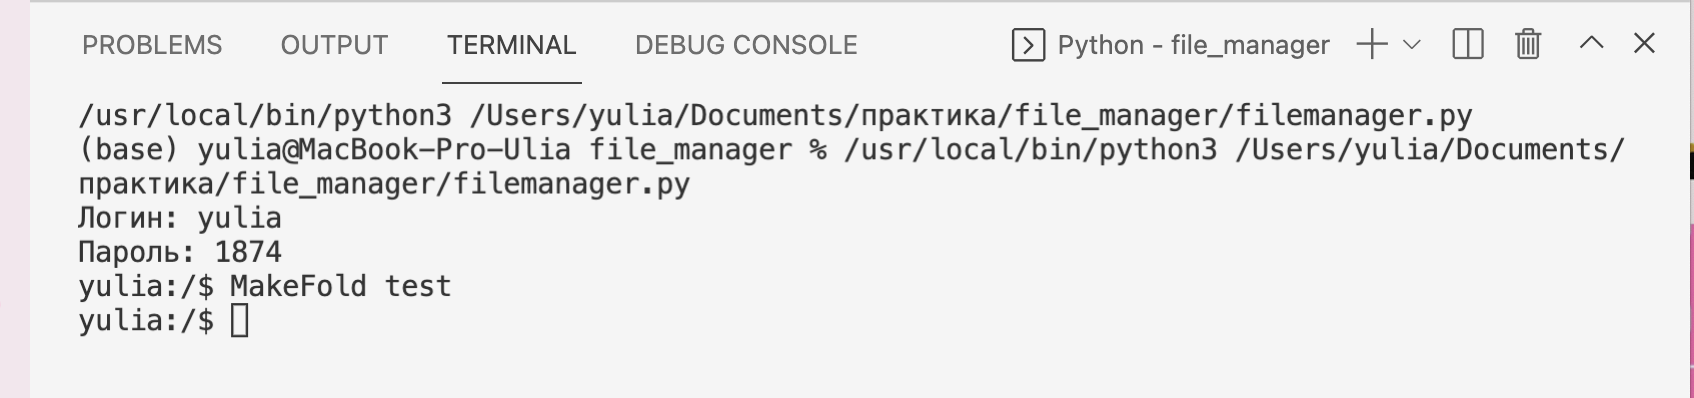 PROBLEMS OUTPUT TERMINAL DEBUG CONSOLE Python - file_manager
/usr/local/bin/python3 /Users/yulia/Documents/практика/file_manager/filemanager.py
(base) yulia@MacBook-Pro-Ulia file_manager % /usr/local/bin/python3 /Users/yulia/Documents/
практика/file_manager/filemanager.py
Логин: yulia
Пароль: 1874
yulia:/$ MakeFold test
yulia:/$